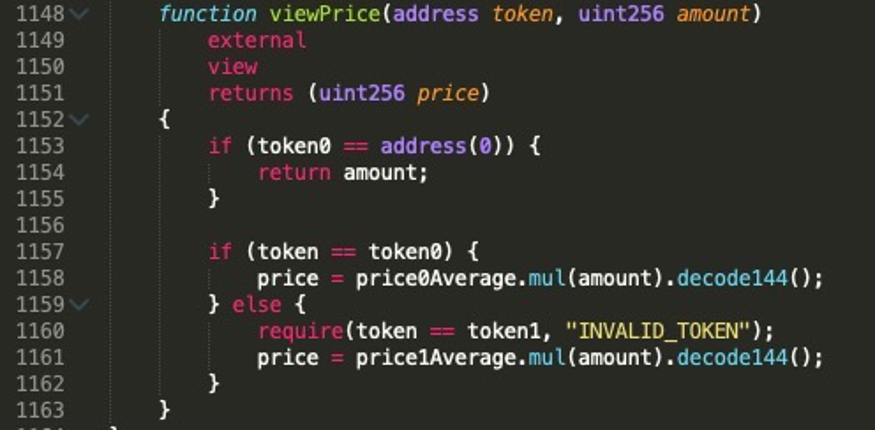 1148 function viewPrice(address token, uint256 amount)
1149 external
1150 view
1151 returns (uint256 price)
1152 {
1153 if (token0 == address(0)) {
1154 return amount;
1155 }
1156
1157 if (token == token0) {
1158 price = price0Average.mul(amount).decode144();
1159 } else {
1160 require(token == token1, "INVALID_TOKEN");
1161 price = price1Average.mul(amount).decode144();
1162 }
1163 }